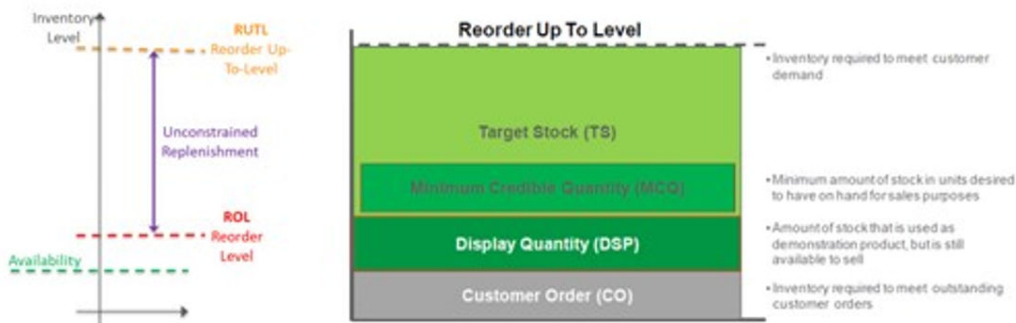 Inventory
Level
RUTL
Reorder Up-
To-Level
Unconstrained
Replenishment
ROL
Reorder
Level
Availability
Reorder Up To Level
Target Stock (TS)
Minimum Credible Quantity (MCQ)
Display Quantity (DSP)
Customer Order (CO)
• Inventory required to meet customer
demand
• Minimum amount of stock in units desired
to have on hand for sales purposes
• Amount of stock that is used as
demonstration product, but is still
available to sell
• Inventory required to meet outstanding
customer orders